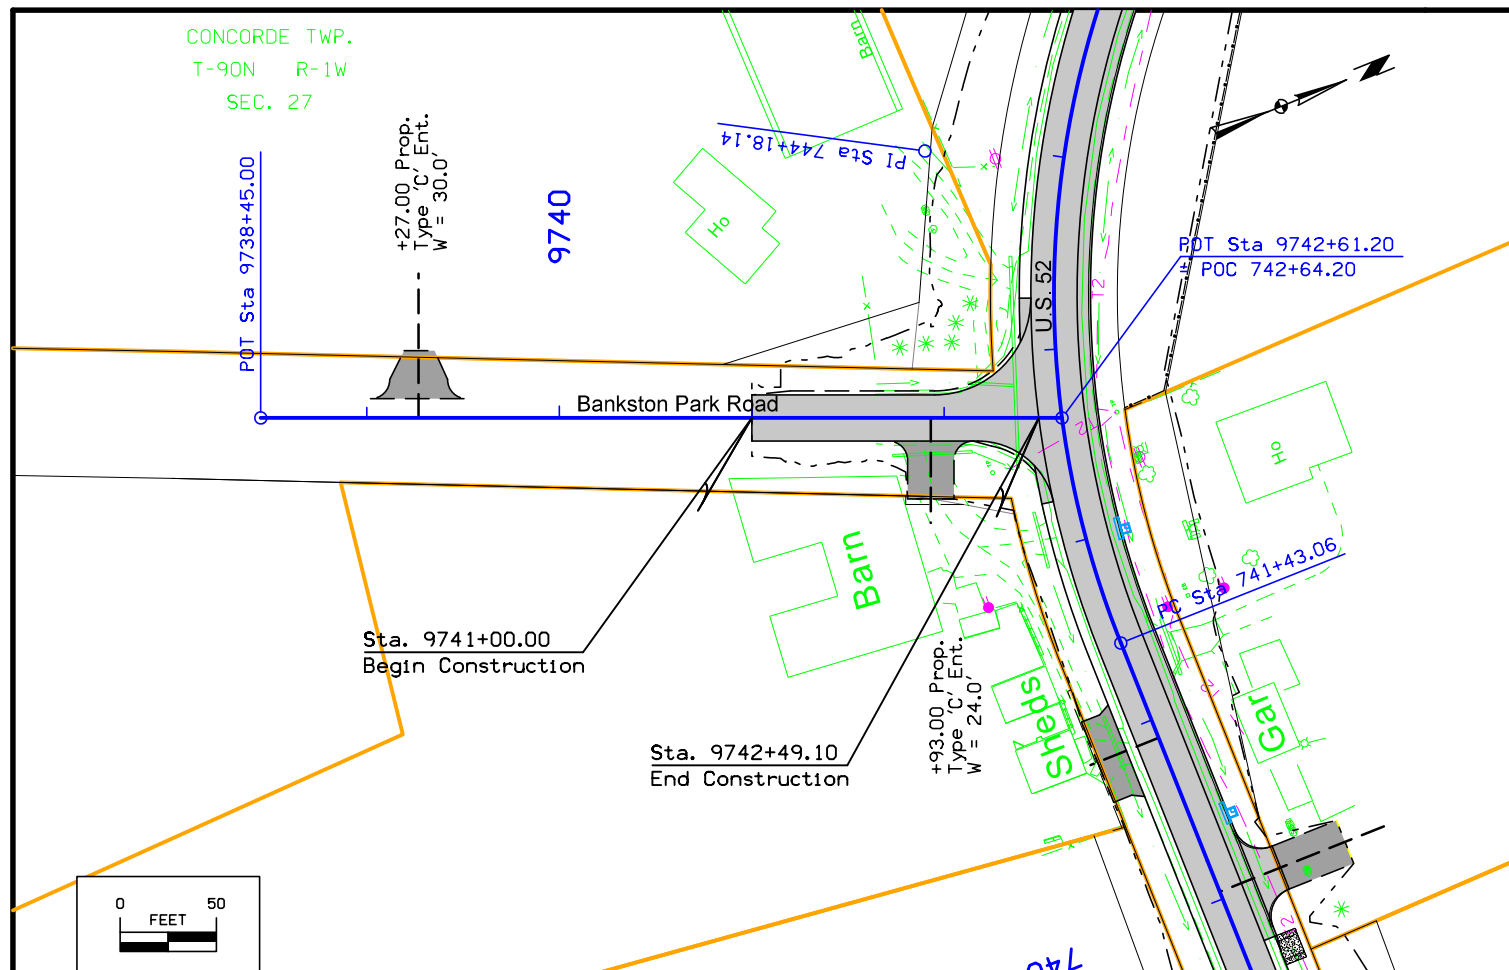 CONCORDE TWP.
T-90N R-1W
SEC. 27
POT Sta 9738+45.00
+27.00 Prop.
Type 'C' Ent.
W = 30.0'
9740
Ho
Barn
PI Sta 744+18.14
U.S. 52
T2
POT Sta 9742+61.20
= POC 742+64.20
Bankston Park Road
T2
Ho
Barn
PC Sta 741+43.06
Sta. 9741+00.00
Begin Construction
+93.00 Prop.
Type 'C' Ent.
W = 24.0'
Sheds
T2
Gar
Sta. 9742+49.10
End Construction
0 50
FEET